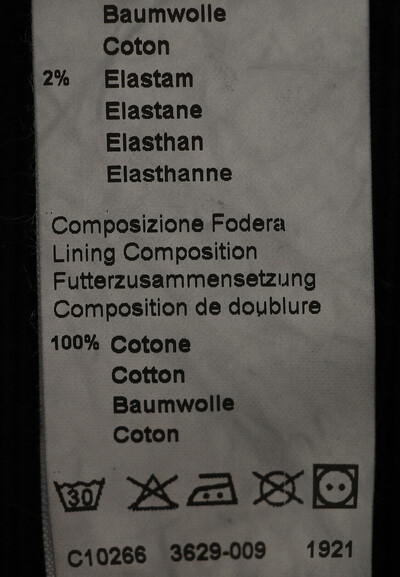 Baumwolle
Coton
2% Elastam
Elastane
Elasthan
Elasthanne
Composizione Fodera
Lining Composition
Futterzusammensetzung
Composition de doublure
100% Cotone
Cotton
Baumwolle
Coton
30
C10266 3629-009 1921